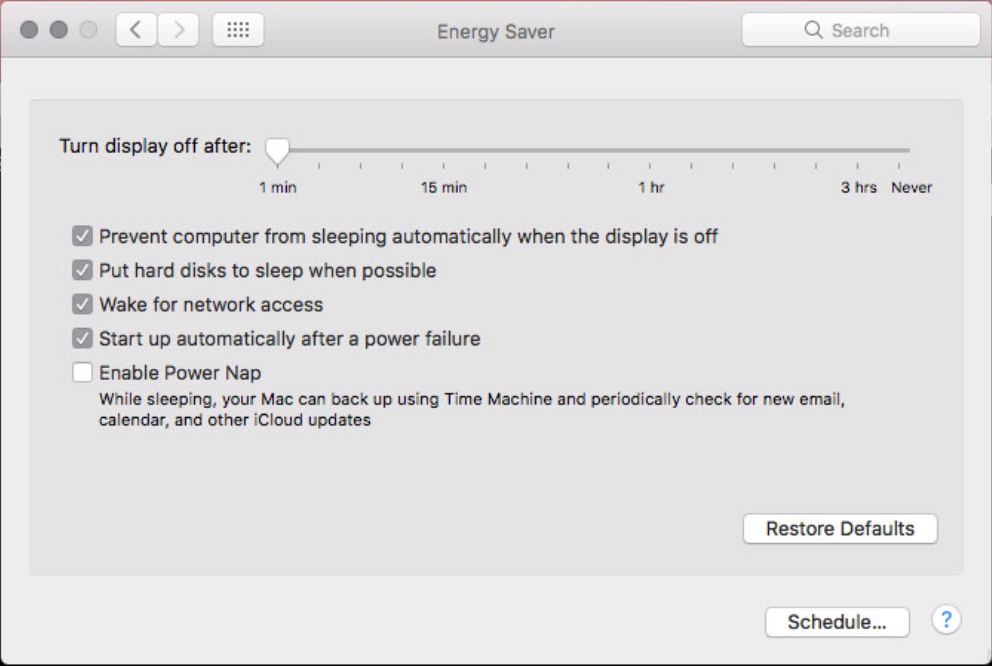 Energy Saver
Search
Turn display off after:
1 min 15 min 1 hr 3 hrs Never
Prevent computer from sleeping automatically when the display is off
Put hard disks to sleep when possible
Wake for network access
Start up automatically after a power failure
Enable Power Nap
While sleeping, your Mac can back up using Time Machine and periodically check for new email,
calendar, and other iCloud updates
Restore Defaults
Schedule...
?